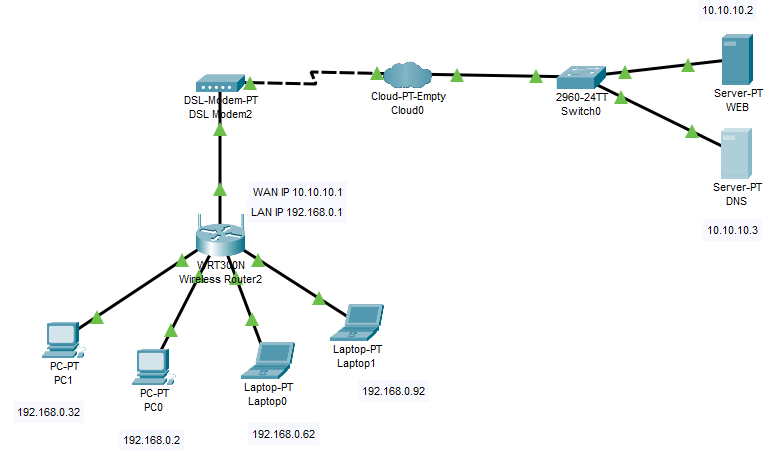 10.10.10.2
Server-PT
WEB
Cloud-PT-Empty
Cloud0
2960-24TT
Switch0
DSL-Modem-PT
DSL Modem2
Server-PT
DNS
10.10.10.3
WAN IP 10.10.10.1
LAN IP 192.168.0.1
WRT300N
Wireless Router2
PC-PT
PC1
192.168.0.32
PC-PT
PC0
192.168.0.2
Laptop-PT
Laptop0
192.168.0.62
Laptop-PT
Laptop1
192.168.0.92